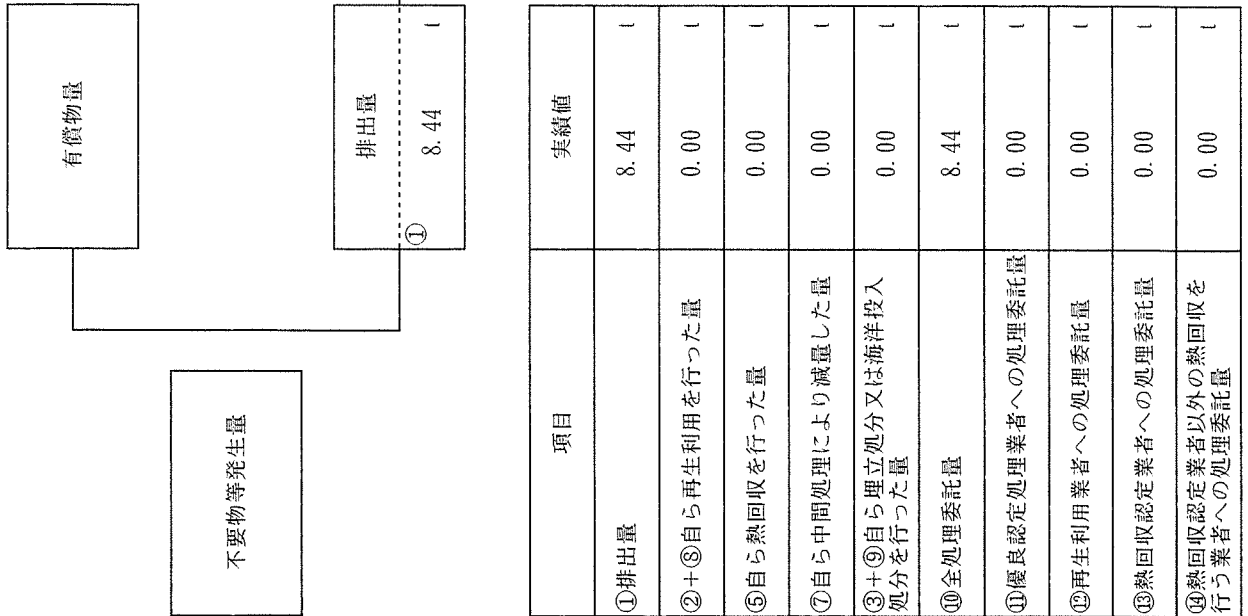 有償物量
不要物等発生量
排出量
① 8.44 t
項目 実績値
①排出量 8.44 t
②+⑧自ら再生利用を行った量 0.00 t
⑤自ら熱回収を行った量 0.00 t
⑦自ら中間処理により減量した量 0.00 t
③+⑨自ら埋立処分又は海洋投入
処分を行った量 0.00 t
⑩全処理委託量 8.44 t
⑪優良認定処理業者への処理委託量 0.00 t
⑫再生利用業者への処理委託量 0.00 t
⑬熱回収認定業者への処理委託量 0.00 t
⑭熱回収認定業者以外の熱回収を
行う業者への処理委託量 0.00 t